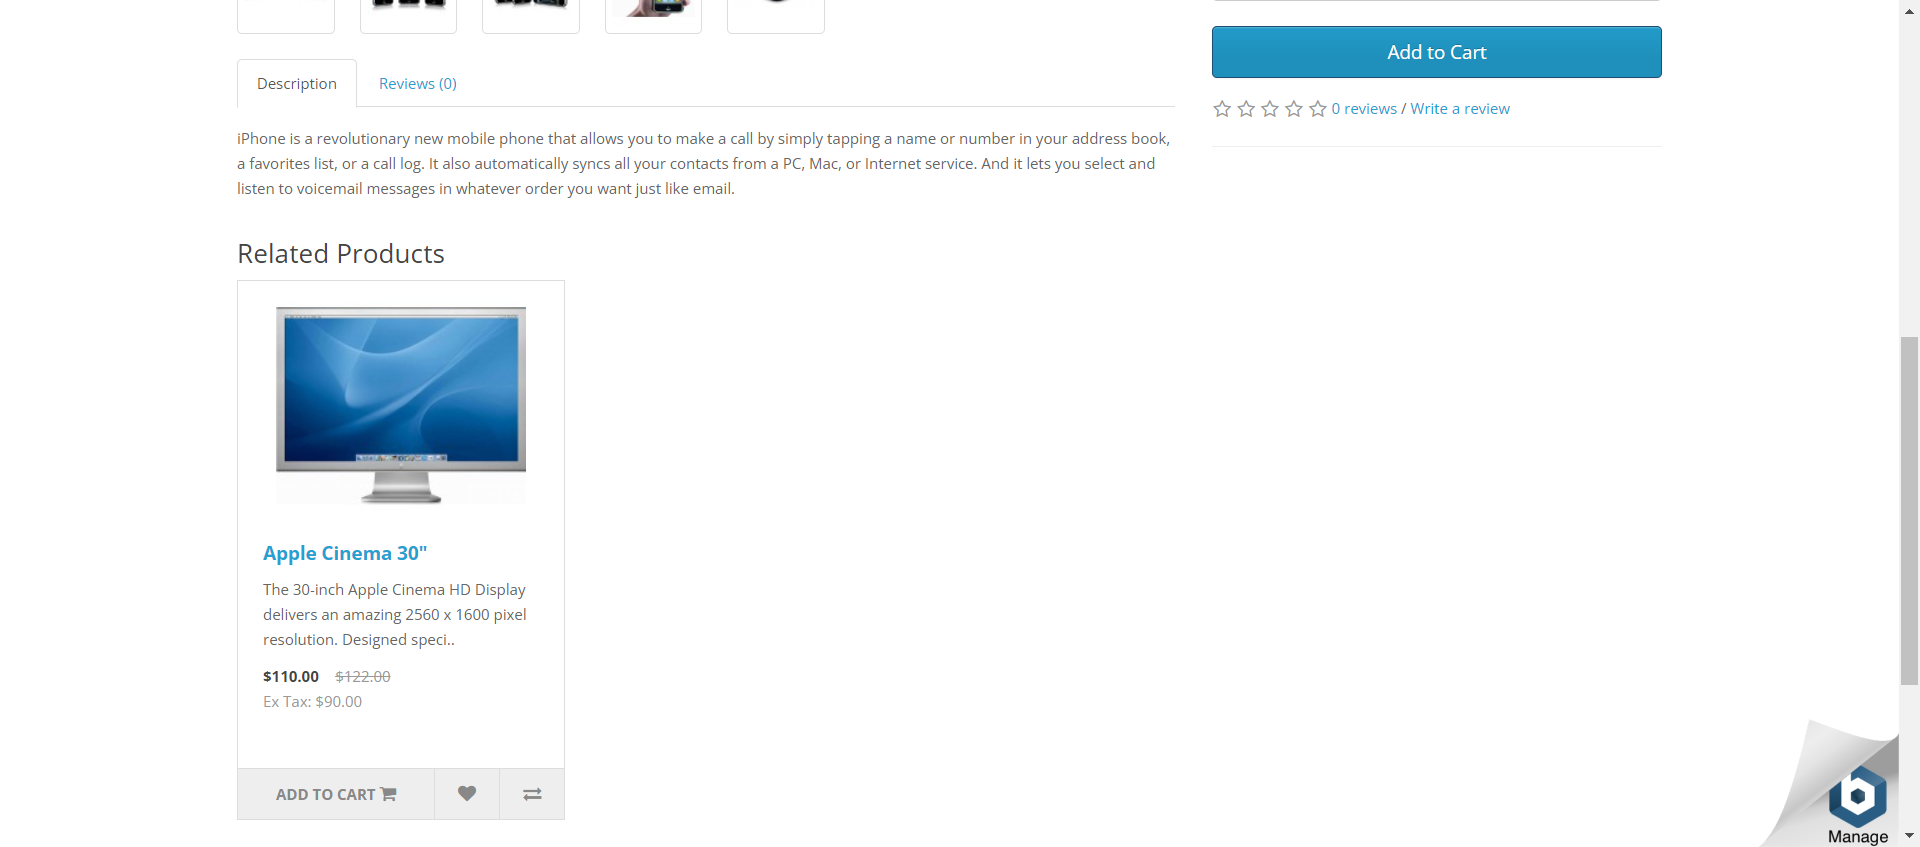 Add to Cart
Description
Reviews (0)
0 reviews / Write a review
iPhone is a revolutionary new mobile phone that allows you to make a call by simply tapping a name or number in your address book,
a favorites list, or a call log. It also automatically syncs all your contacts from a PC, Mac, or Internet service. And it lets you select and
listen to voicemail messages in whatever order you want just like email.
Related Products
Apple Cinema 30"
The 30-inch Apple Cinema HD Display
delivers an amazing 2560 x 1600 pixel
resolution. Designed speci..
$110.00 $122.00
Ex Tax: $90.00
ADD TO CART
b
Manage